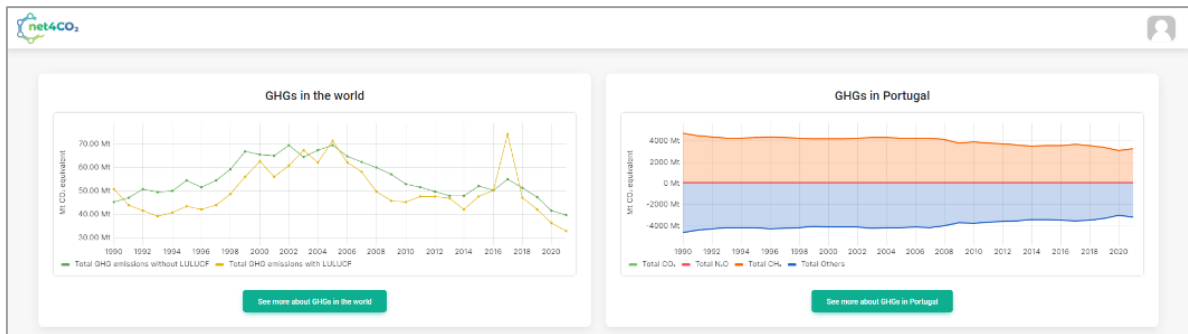 net4CO₂
GHGs in the world
Mt CO₂ equivalent
70.00 Mt
60.00 Mt
50.00 Mt
40.00 Mt
30.00 Mt
1990 1992 1994 1996 1998 2000 2002 2004 2006 2008 2010 2012 2014 2016 2018 2020
Total GHG emissions without LULUCF Total GHG emissions with LULUCF
See more about GHGs in the world
GHGs in Portugal
Mt CO₂ equivalent
4000 Mt
2000 Mt
0 Mt
-2000 Mt
-4000 Mt
1990 1992 1994 1996 1998 2000 2002 2004 2006 2008 2010 2012 2014 2016 2018 2020
Total CO₂ Total N₂O Total CH₄ Total Others
See more about GHGs in Portugal